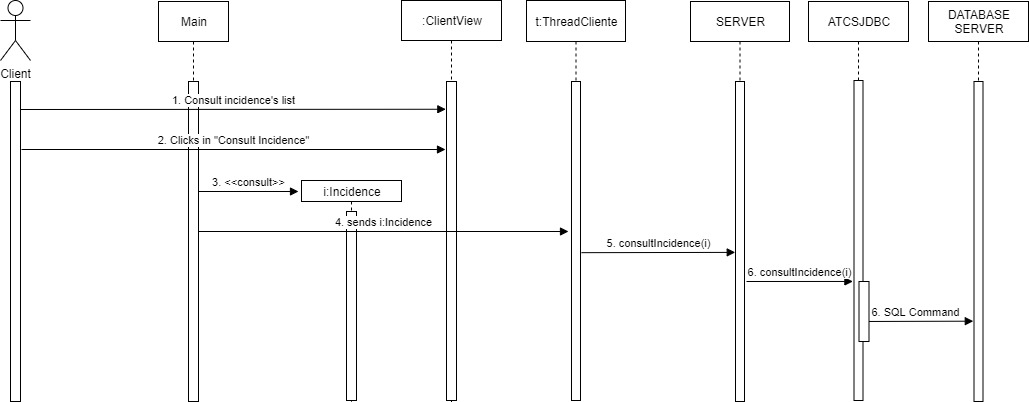 Client
Main
:ClientView
t:ThreadCliente
SERVER
ATCSJDBC
DATABASE
SERVER
1. Consult incidence's list
2. Clicks in "Consult Incidence"
3. <<consult>>
i:Incidence
4. sends i:Incidence
5. consultIncidence(i)
6. consultIncidence(i)
6. SQL Command